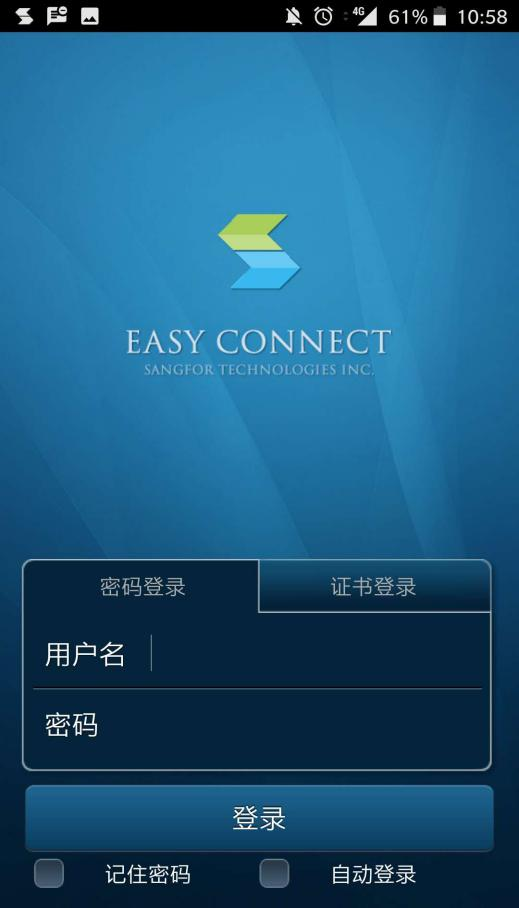 4G 61% 10:58
EASY CONNECT
SANGFOR TECHNOLOGIES INC.
密码登录 证书登录
用户名
密码
登录
记住密码 自动登录